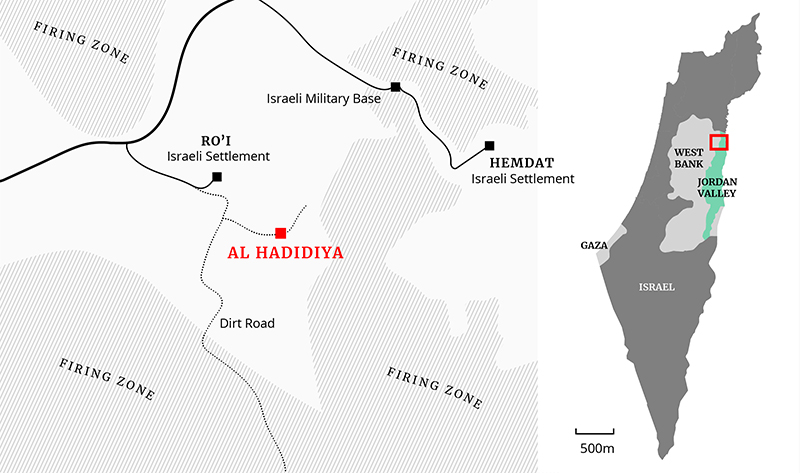 FIRING ZONE
FIRING ZONE
Israeli Military Base
RO’I
Israeli Settlement
HEMDAT
Israeli Settlement
AL HADIDIYA
Dirt Road
FIRING ZONE
FIRING ZONE
WEST
BANK
JORDAN
VALLEY
GAZA
ISRAEL
500m